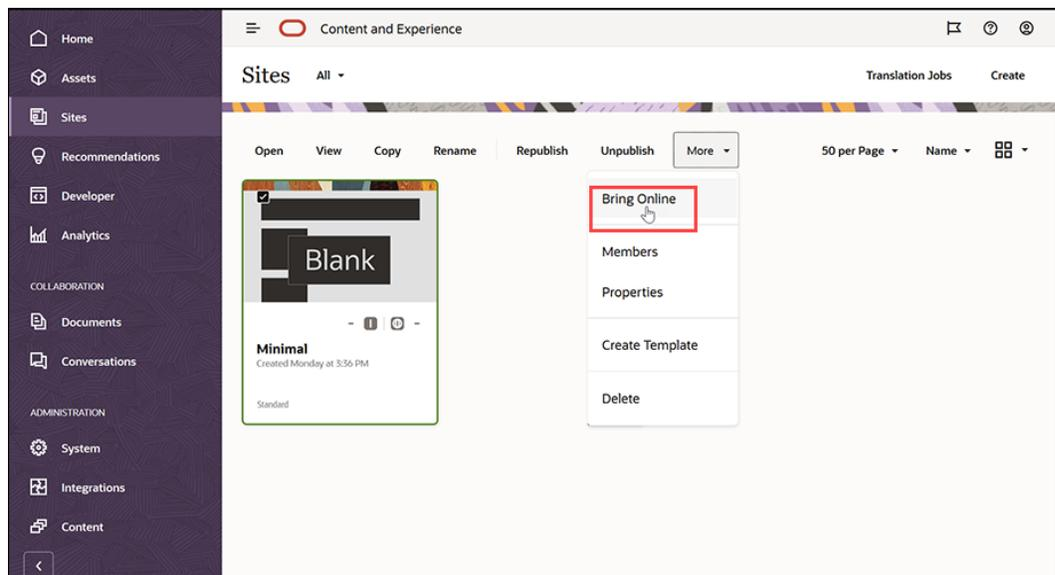 Home
Assets
Sites
Recommendations
Developer
Analytics
COLLABORATION
Documents
Conversations
ADMINISTRATION
System
Integrations
Content
Content and Experience
Sites All
Translation Jobs Create
Open View Copy Rename Republish Unpublish More 50 per Page Name
Bring Online
Members
Properties
Create Template
Delete
Blank
Minimal
Created Monday at 3:36 PM
Standard